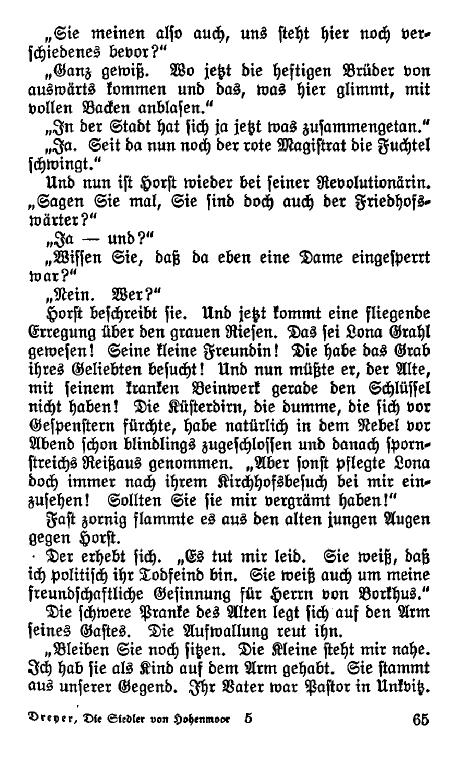 „Sie meinen also auch, uns steht hier noch ver-
schiedenes bevor?“
„Ganz gewiß. Wo jetzt die heftigen Brüder von
auswärts kommen und das, was hier glimmt, mit
vollen Backen anblasen.“
„In der Stadt hat sich ja jetzt was zusammengetan.“
„Ja. Seit da nun noch der rote Magistrat die Fuchtel
schwingt.“
Und nun ist Horst wieder bei seiner Revolutionärin.
„Sagen Sie mal, Sie sind doch auch der Friedhofs-
wärter?“
„Ja — und?“
„Wissen Sie, daß da eben eine Dame eingesperrt
war?“
„Nein. Wer?“
Horst beschreibt sie. Und jetzt kommt eine fliegende
Erregung über den grauen Riesen. Das sei Lona Grahl
gewesen! Seine kleine Freundin! Die habe das Grab
ihres Geliebten besucht! Und nun müßte er, der Alte,
mit seinem kranken Beinwerk gerade den Schlüssel
nicht haben! Die Küsterdirn, die dumme, die sich vor
Gespenstern fürchte, habe natürlich in dem Nebel vor
Abend schon blindlings zugeschlossen und danach sporn-
streichs Reißaus genommen. „Aber sonst pflegte Lona
doch immer nach ihrem Kirchhofsbesuch bei mir ein-
zusehen! Sollten Sie sie mir vergrämt haben!“
Fast zornig flammte es aus den alten jungen Augen
gegen Horst.
Der erhebt sich. „Es tut mir leid. Sie weiß, daß
ich politisch ihr Todfeind bin. Sie weiß auch um meine
freundschaftliche Gesinnung für Herrn von Borkhus.“
Die schwere Pranke des Alten legt sich auf den Arm
seines Gastes. Die Aufwallung reut ihn.
„Bleiben Sie noch sitzen. Die Kleine steht mir nahe.
Ich hab sie als Kind auf dem Arm gehabt. Sie stammt
aus unserer Gegend. Ihr Vater war Pastor in Unkvitz.
Dreyer, Die Siedler von Hohenmoor 5 65